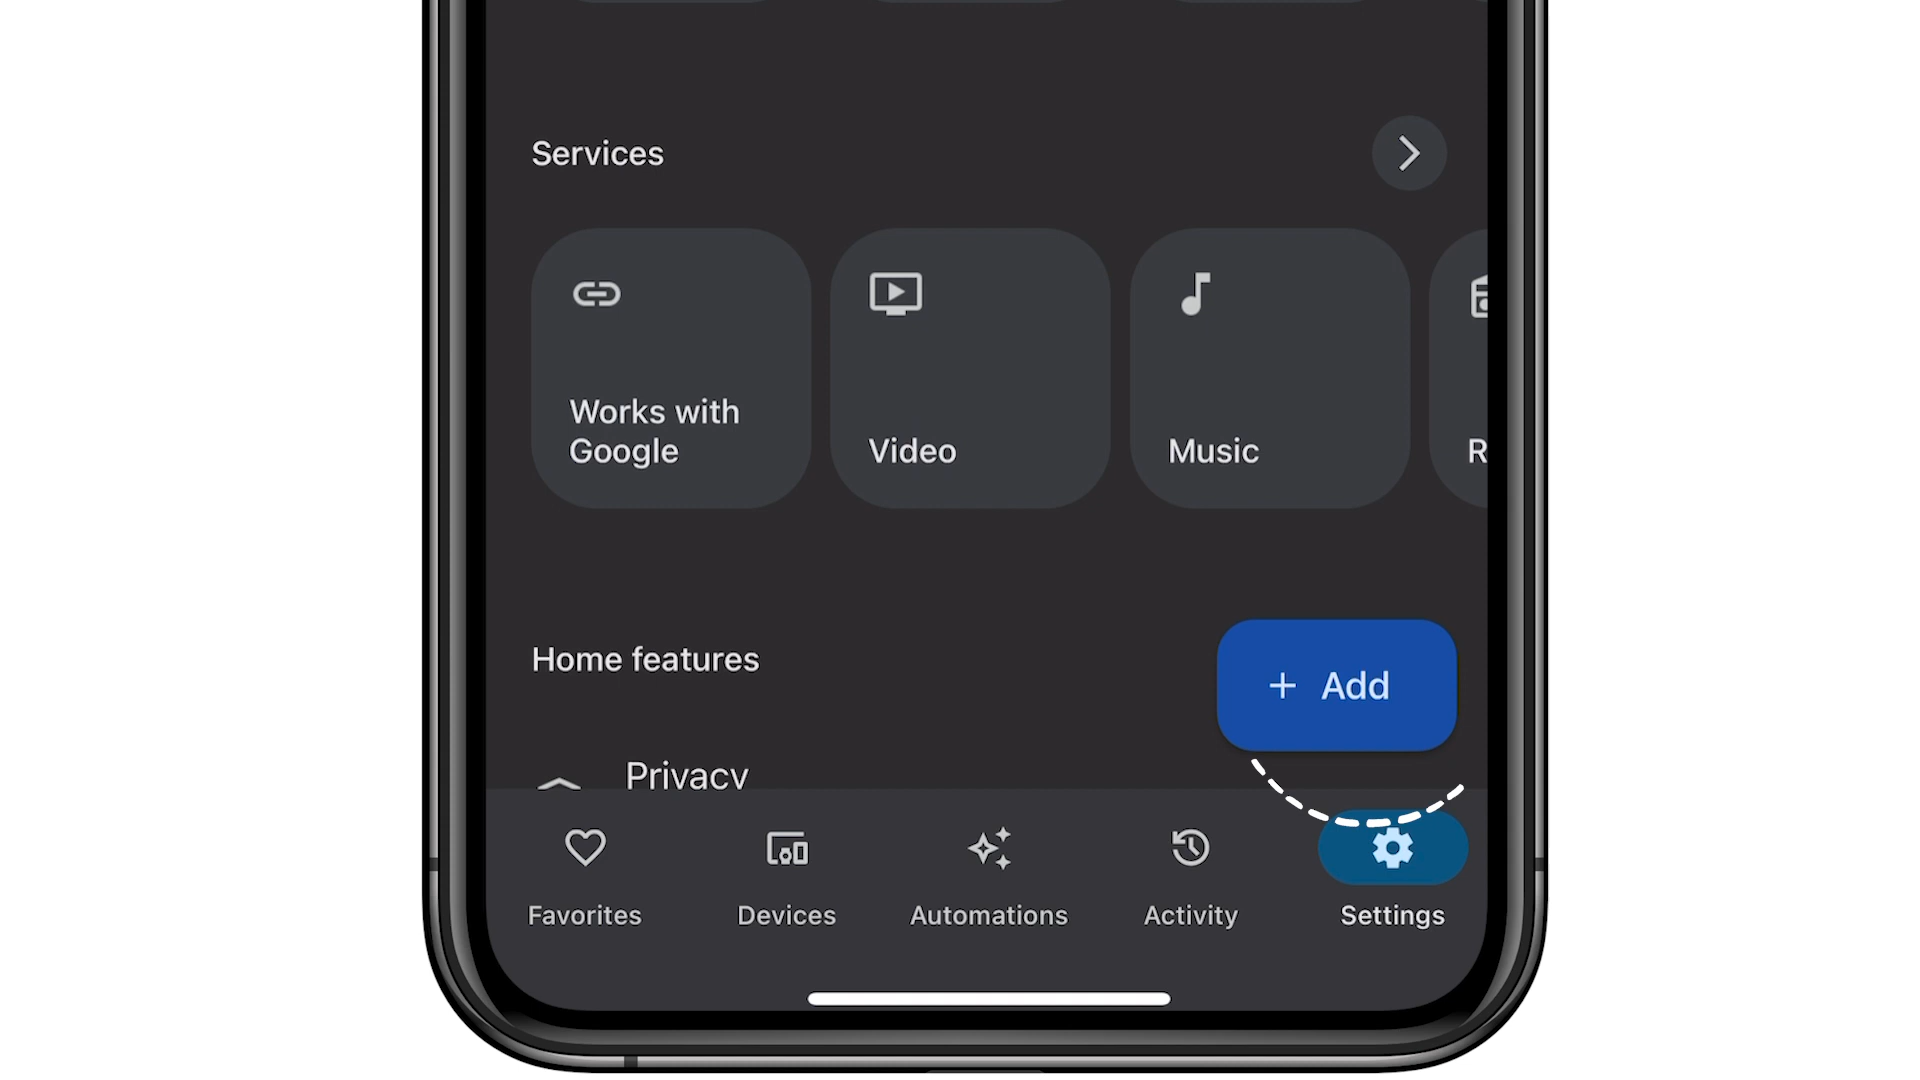 Services
Works with
Google
Video
Music
R
Home features
+ Add
Privacy
Favorites
Devices
Automations
Activity
Settings